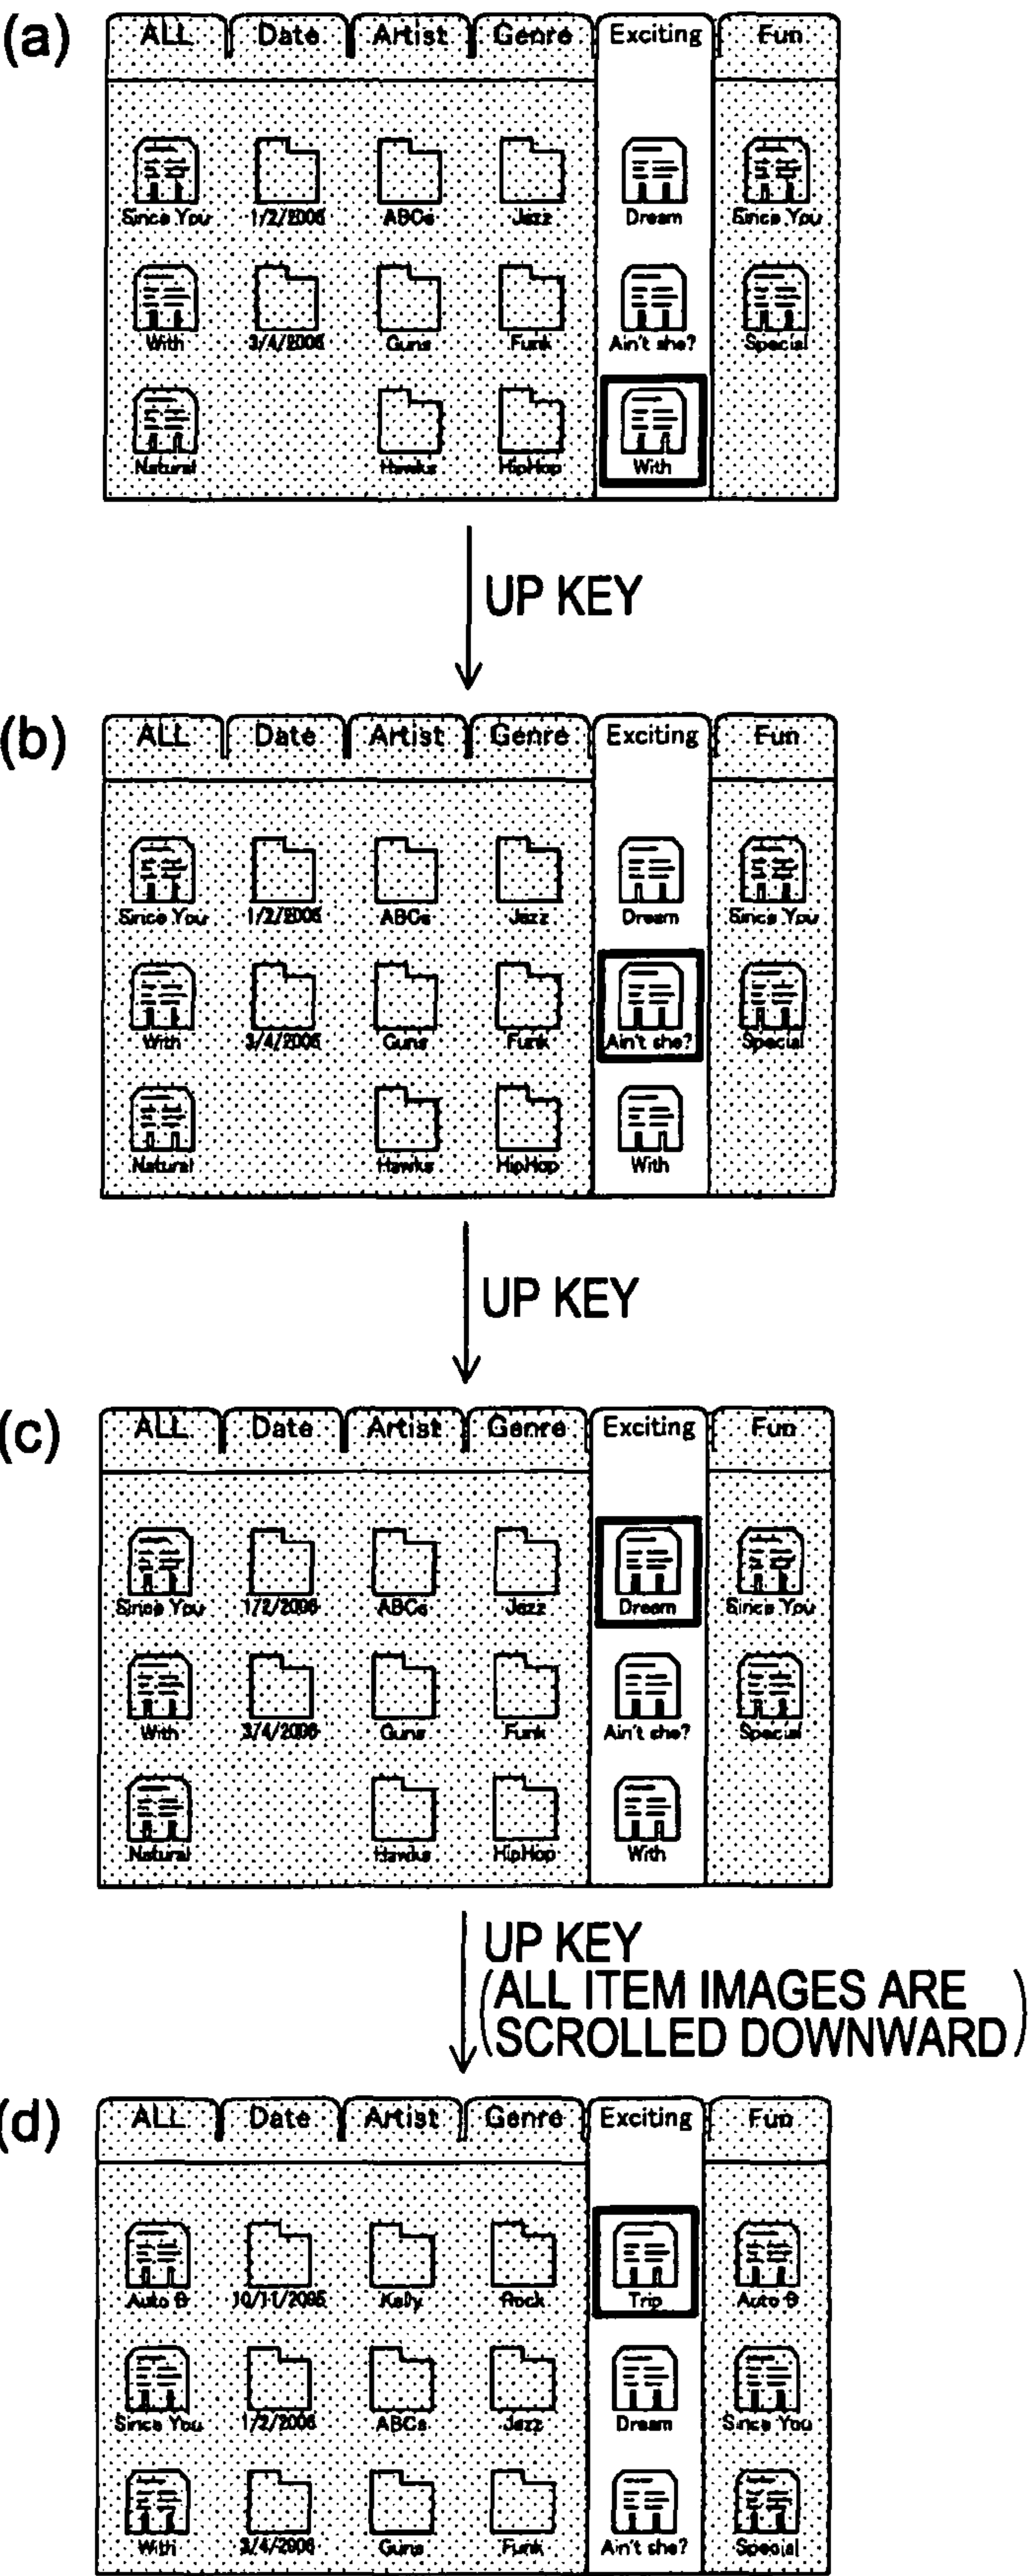 (a)
ALL Date Artist Genre Exciting Fun
Since You 1/2/2006 ABCs Jazz Dream Since You
With 3/4/2006 Guns Funk Ain't she? Special
Natural Hawks HipHop With
UP KEY
(b)
ALL Date Artist Genre Exciting Fun
Since You 1/2/2006 ABCs Jazz Dream Since You
With 3/4/2006 Guns Funk Ain't she? Special
Natural Hawks HipHop With
UP KEY
(c)
ALL Date Artist Genre Exciting Fun
Since You 1/2/2006 ABCs Jazz Dream Since You
With 3/4/2006 Guns Funk Ain't she? Special
Natural Hawks HipHop With
UP KEY
(ALL ITEM IMAGES ARE
SCROLLED DOWNWARD)
(d)
ALL Date Artist Genre Exciting Fun
Auto 10/11/2005 Kelly Rock Trip Auto
Since You 1/2/2006 ABCs Jazz Dream Since You
With 3/4/2006 Guns Funk Ain't she? Special